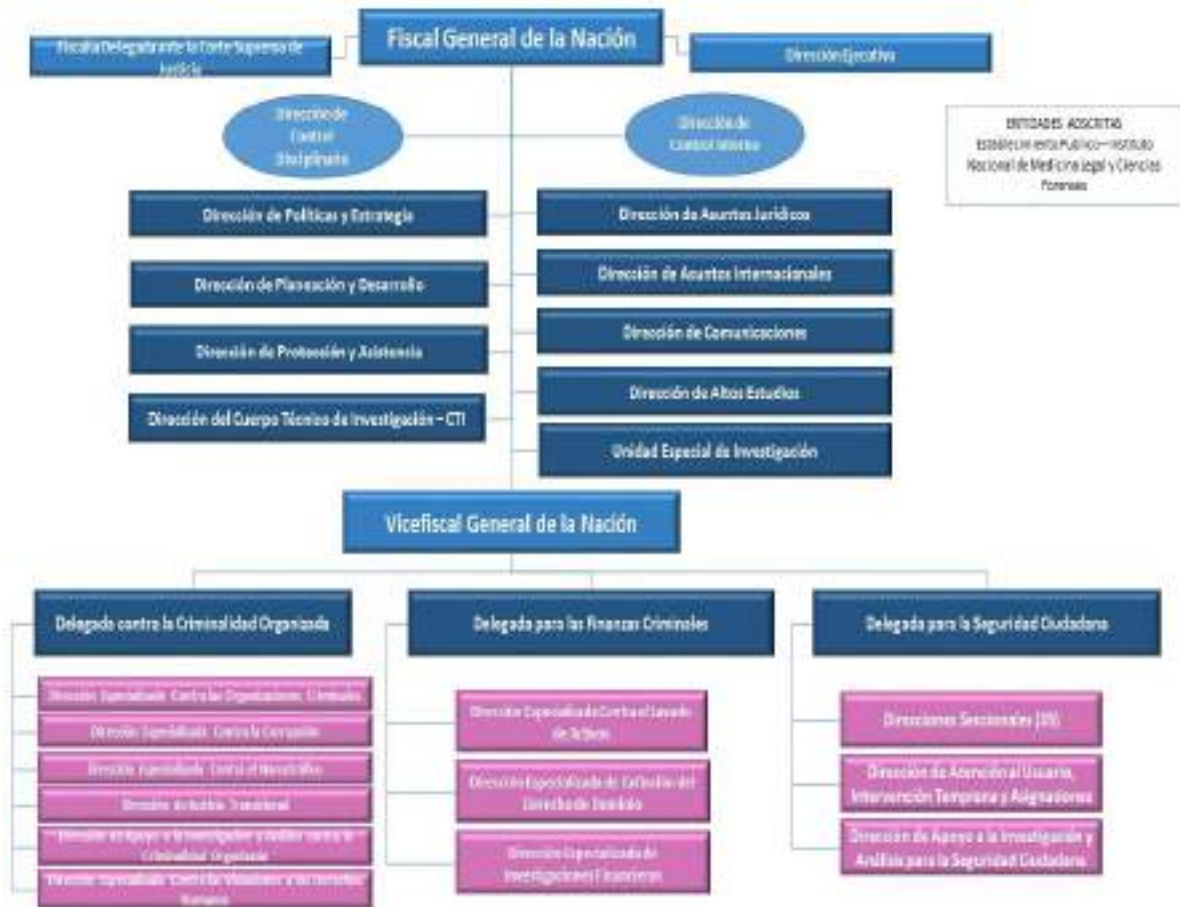 Fiscal General de la Nación
Fiscalía Delegada ante la Corte Suprema de
Justicia
Dirección Ejecutiva
Dirección de
Control
Disciplinario
Dirección de
Control Interno
ENTIDADES ADSCRITAS
Establecimiento Público – Instituto
Nacional de Medicina Legal y Ciencias
Forenses
Dirección de Políticas y Estrategia
Dirección de Asuntos Jurídicos
Dirección de Planeación y Desarrollo
Dirección de Asuntos Internacionales
Dirección de Protección y Asistencia
Dirección de Comunicaciones
Dirección del Cuerpo Técnico de Investigación – CTI
Dirección de Altos Estudios
Unidad Especial de Investigación
Vicefiscal General de la Nación
Delegada contra la Criminalidad Organizada
Dirección Especializada Contra las Organizaciones Criminales
Dirección Especializada Contra la Corrupción
Dirección Especializada Contra el Narcotráfico
Dirección de Justicia Transicional
Dirección de Apoyo a la Investigación y Análisis contra la
Criminalidad Organizada
Dirección Especializada Contra las Violaciones a los Derechos
Humanos
Delegada para las Finanzas Criminales
Dirección Especializada Contra el Lavado
de Activos
Dirección Especializada de Extinción del
Derecho de Dominio
Dirección Especializada de
Investigaciones Financieras
Delegada para la Seguridad Ciudadana
Direcciones Seccionales
Dirección de Atención al Usuario,
Intervención Temprana y Asignaciones
Dirección de Apoyo a la Investigación y
Análisis para la Seguridad Ciudadana